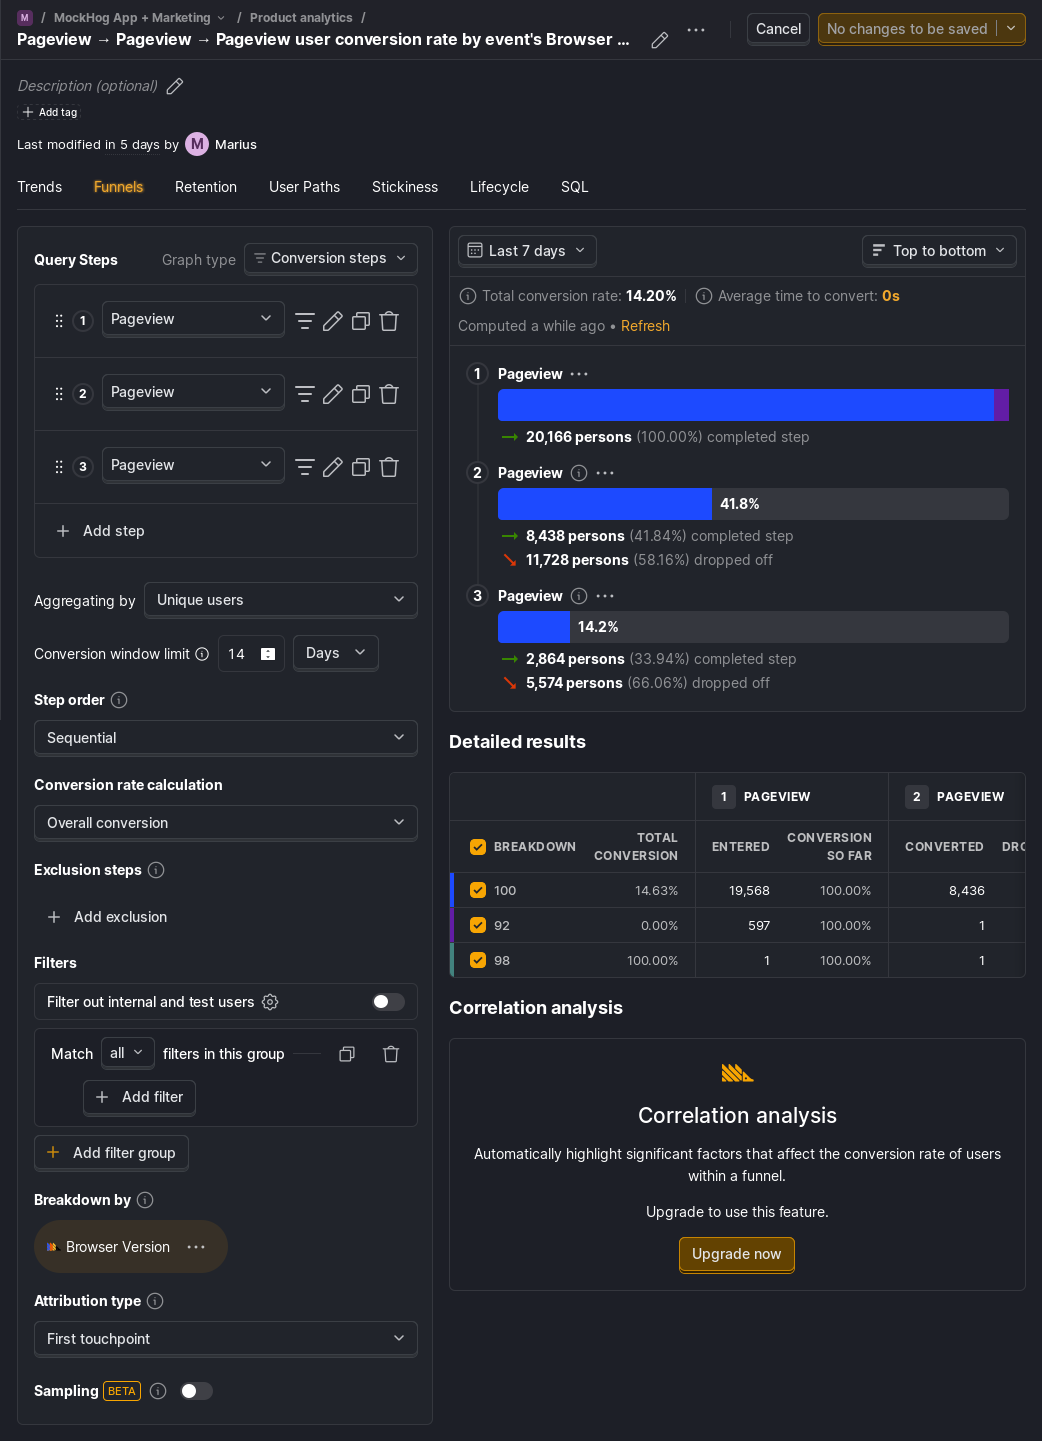 M / MockHog App + Marketing / Product analytics /
Pageview → Pageview → Pageview user conversion rate by event's Browser ...
Cancel
No changes to be saved
Description (optional)
Add tag
Last modified in 5 days by M Marius
Trends Funnels Retention User Paths Stickiness Lifecycle SQL
Query Steps
Graph type Conversion steps
1 Pageview
2 Pageview
3 Pageview
Add step
Aggregating by Unique users
Conversion window limit 14 Days
Step order
Sequential
Conversion rate calculation
Overall conversion
Exclusion steps
Add exclusion
Filters
Filter out internal and test users
Match all filters in this group
Add filter
Add filter group
Breakdown by
Browser Version
Attribution type
First touchpoint
Sampling BETA
Last 7 days
Top to bottom
Total conversion rate: 14.20%
Average time to convert: 0s
Computed a while ago • Refresh
1 Pageview
→ 20,166 persons (100.00%) completed step
2 Pageview
41.8%
→ 8,438 persons (41.84%) completed step
↘ 11,728 persons (58.16%) dropped off
3 Pageview
14.2%
→ 2,864 persons (33.94%) completed step
↘ 5,574 persons (66.06%) dropped off
Detailed results
1 PAGEVIEW 2 PAGEVIEW
BREAKDOWN TOTAL CONVERSION ENTERED CONVERSION SO FAR CONVERTED DRO
100 14.63% 19,568 100.00% 8,436
92 0.00% 597 100.00% 1
98 100.00% 1 100.00% 1
Correlation analysis
Correlation analysis
Automatically highlight significant factors that affect the conversion rate of users
within a funnel.
Upgrade to use this feature.
Upgrade now